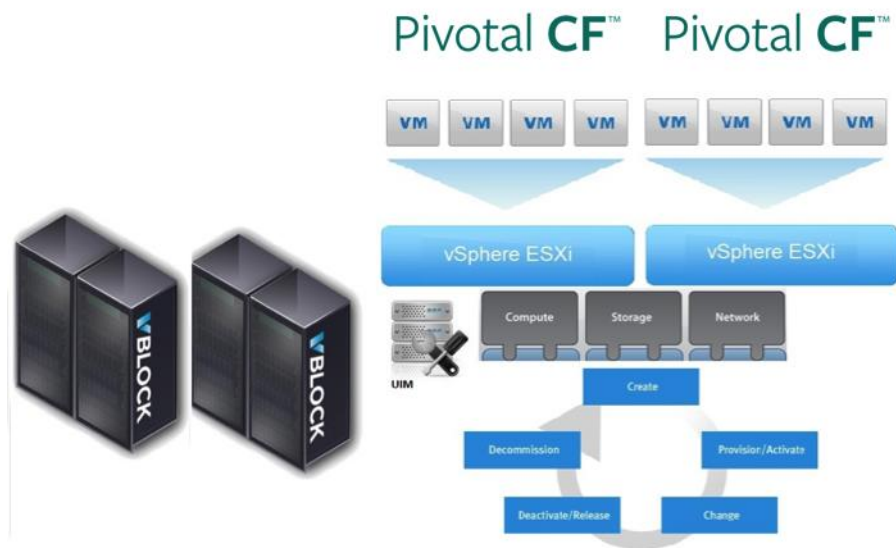 Pivotal CF™ Pivotal CF™
VM VM VM VM VM VM VM VM
vSphere ESXi vSphere ESXi
Compute Storage Network
UIM
Create
Decommission Provision/Activate
Deactivate/Release Change
VBLOCK
VBLOCK